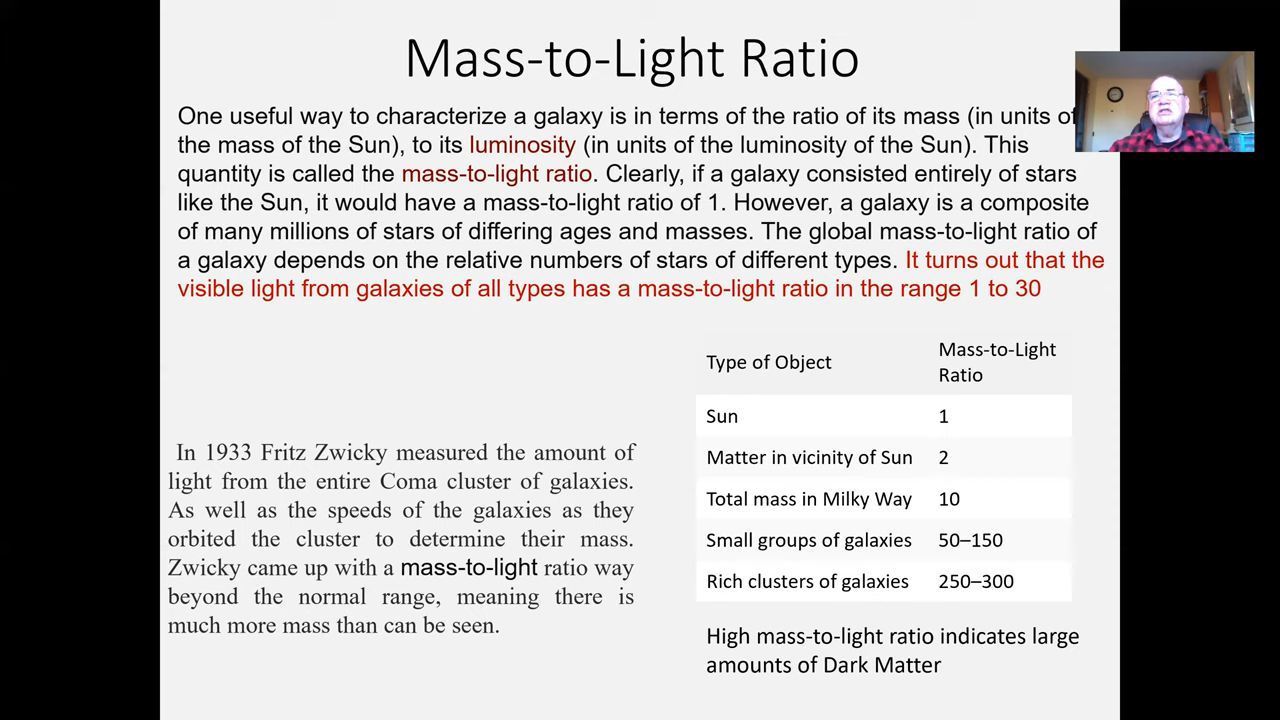 Mass-to-Light Ratio
One useful way to characterize a galaxy is in terms of the ratio of its mass (in units of
the mass of the Sun), to its luminosity (in units of the luminosity of the Sun). This
quantity is called the mass-to-light ratio. Clearly, if a galaxy consisted entirely of stars
like the Sun, it would have a mass-to-light ratio of 1. However, a galaxy is a composite
of many millions of stars of differing ages and masses. The global mass-to-light ratio of
a galaxy depends on the relative numbers of stars of different types. It turns out that the
visible light from galaxies of all types has a mass-to-light ratio in the range 1 to 30
In 1933 Fritz Zwicky measured the amount of
light from the entire Coma cluster of galaxies.
As well as the speeds of the galaxies as they
orbited the cluster to determine their mass.
Zwicky came up with a mass-to-light ratio way
beyond the normal range, meaning there is
much more mass than can be seen.
Type of Object Mass-to-Light
Ratio
Sun 1
Matter in vicinity of Sun 2
Total mass in Milky Way 10
Small groups of galaxies 50–150
Rich clusters of galaxies 250–300
High mass-to-light ratio indicates large
amounts of Dark Matter